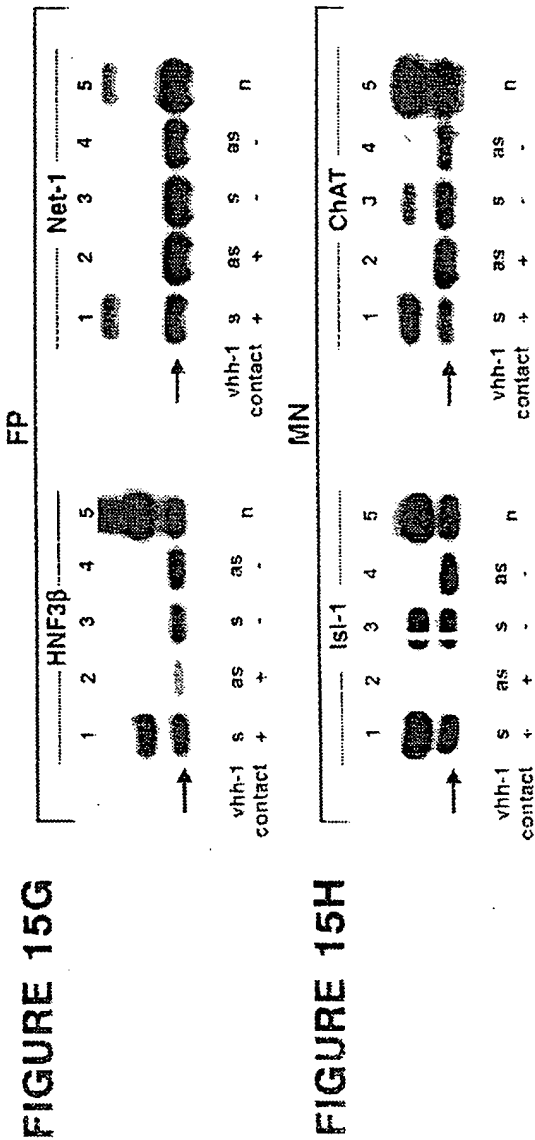 FIGURE 15G
FP
HNF3β
Net-1
1 2 3 4 5
1 2 3 4 5
vhh-1 s as s as n
contact + + - -
vhh-1 s as s as n
contact + + - -
FIGURE 15H
MN
Isl-1
ChAT
1 2 3 4 5
1 2 3 4 5
vhh-1 s as s as n
contact + + - -
vhh-1 s as s as n
contact + + - -